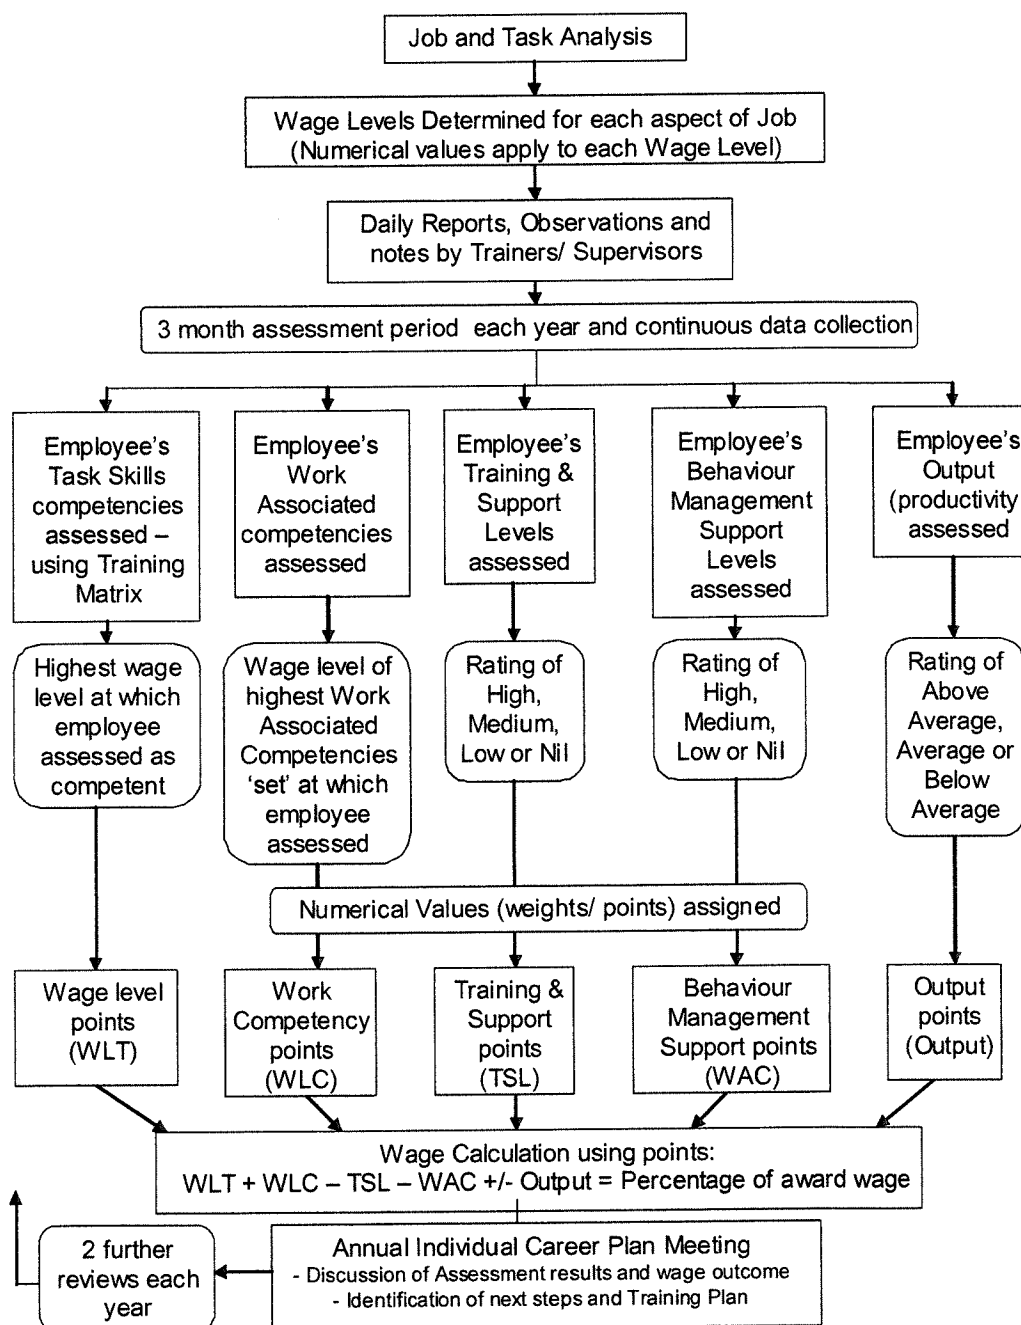 Job and Task Analysis
Wage Levels Determined for each aspect of Job
(Numerical values apply to each Wage Level)
Daily Reports, Observations and
notes by Trainers/ Supervisors
3 month assessment period each year and continuous data collection
Employee's
Task Skills
competencies
assessed –
using Training
Matrix
Employee's
Work
Associated
competencies
assessed
Employee's
Training &
Support
Levels
assessed
Employee's
Behaviour
Management
Support
Levels
assessed
Employee's
Output
(productivity
assessed
Highest wage
level at which
employee
assessed as
competent
Wage level of
highest Work
Associated
Competencies
'set' at which
employee
assessed
Rating of
High,
Medium,
Low or Nil
Rating of
High,
Medium,
Low or Nil
Rating of
Above
Average,
Average or
Below
Average
Numerical Values (weights/ points) assigned
Wage level
points
(WLT)
Work
Competency
points
(WLC)
Training &
Support
points
(TSL)
Behaviour
Management
Support points
(WAC)
Output
points
(Output)
Wage Calculation using points:
WLT + WLC – TSL – WAC +/- Output = Percentage of award wage
2 further
reviews each
year
Annual Individual Career Plan Meeting
- Discussion of Assessment results and wage outcome
- Identification of next steps and Training Plan